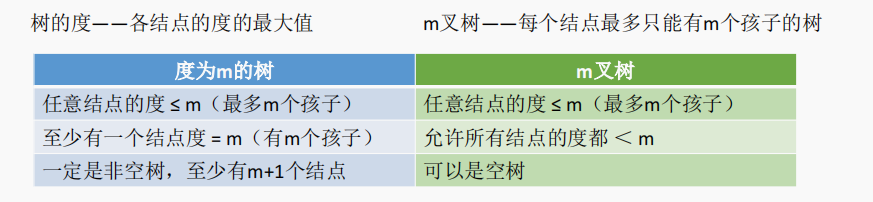 树的度——各结点的度的最大值
m叉树——每个结点最多只能有m个孩子的树
度为m的树
m叉树
任意结点的度 ≤ m（最多m个孩子）
任意结点的度 ≤ m（最多m个孩子）
至少有一个结点度 = m（有m个孩子）
允许所有结点的度都 ＜ m
一定是非空树，至少有m+1个结点
可以是空树